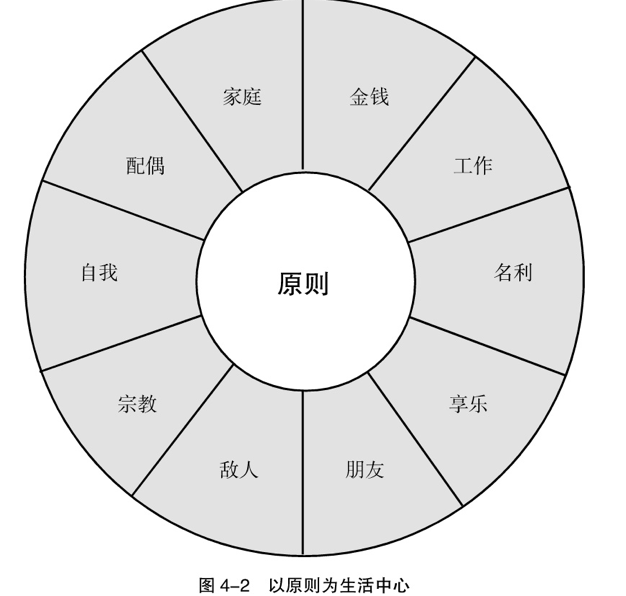 家庭
金钱
配偶
工作
自我
原则
名利
宗教
享乐
敌人
朋友
图 4-2 以原则为生活中心